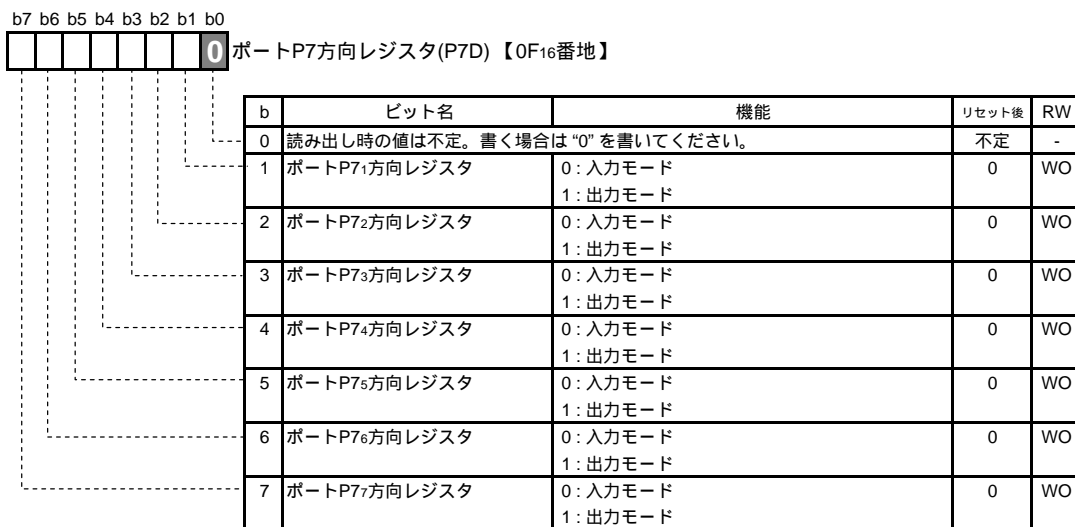 b7 b6 b5 b4 b3 b2 b1 b0
0 ポートP7方向レジスタ(P7D) 【0F16番地】
b ビット名 機能 リセット後 RW
0 読み出し時の値は不定。書く場合は “0” を書いてください。 不定 -
1 ポートP71方向レジスタ 0 : 入力モード 0 WO
1 : 出力モード
2 ポートP72方向レジスタ 0 : 入力モード 0 WO
1 : 出力モード
3 ポートP73方向レジスタ 0 : 入力モード 0 WO
1 : 出力モード
4 ポートP74方向レジスタ 0 : 入力モード 0 WO
1 : 出力モード
5 ポートP75方向レジスタ 0 : 入力モード 0 WO
1 : 出力モード
6 ポートP76方向レジスタ 0 : 入力モード 0 WO
1 : 出力モード
7 ポートP77方向レジスタ 0 : 入力モード 0 WO
1 : 出力モード